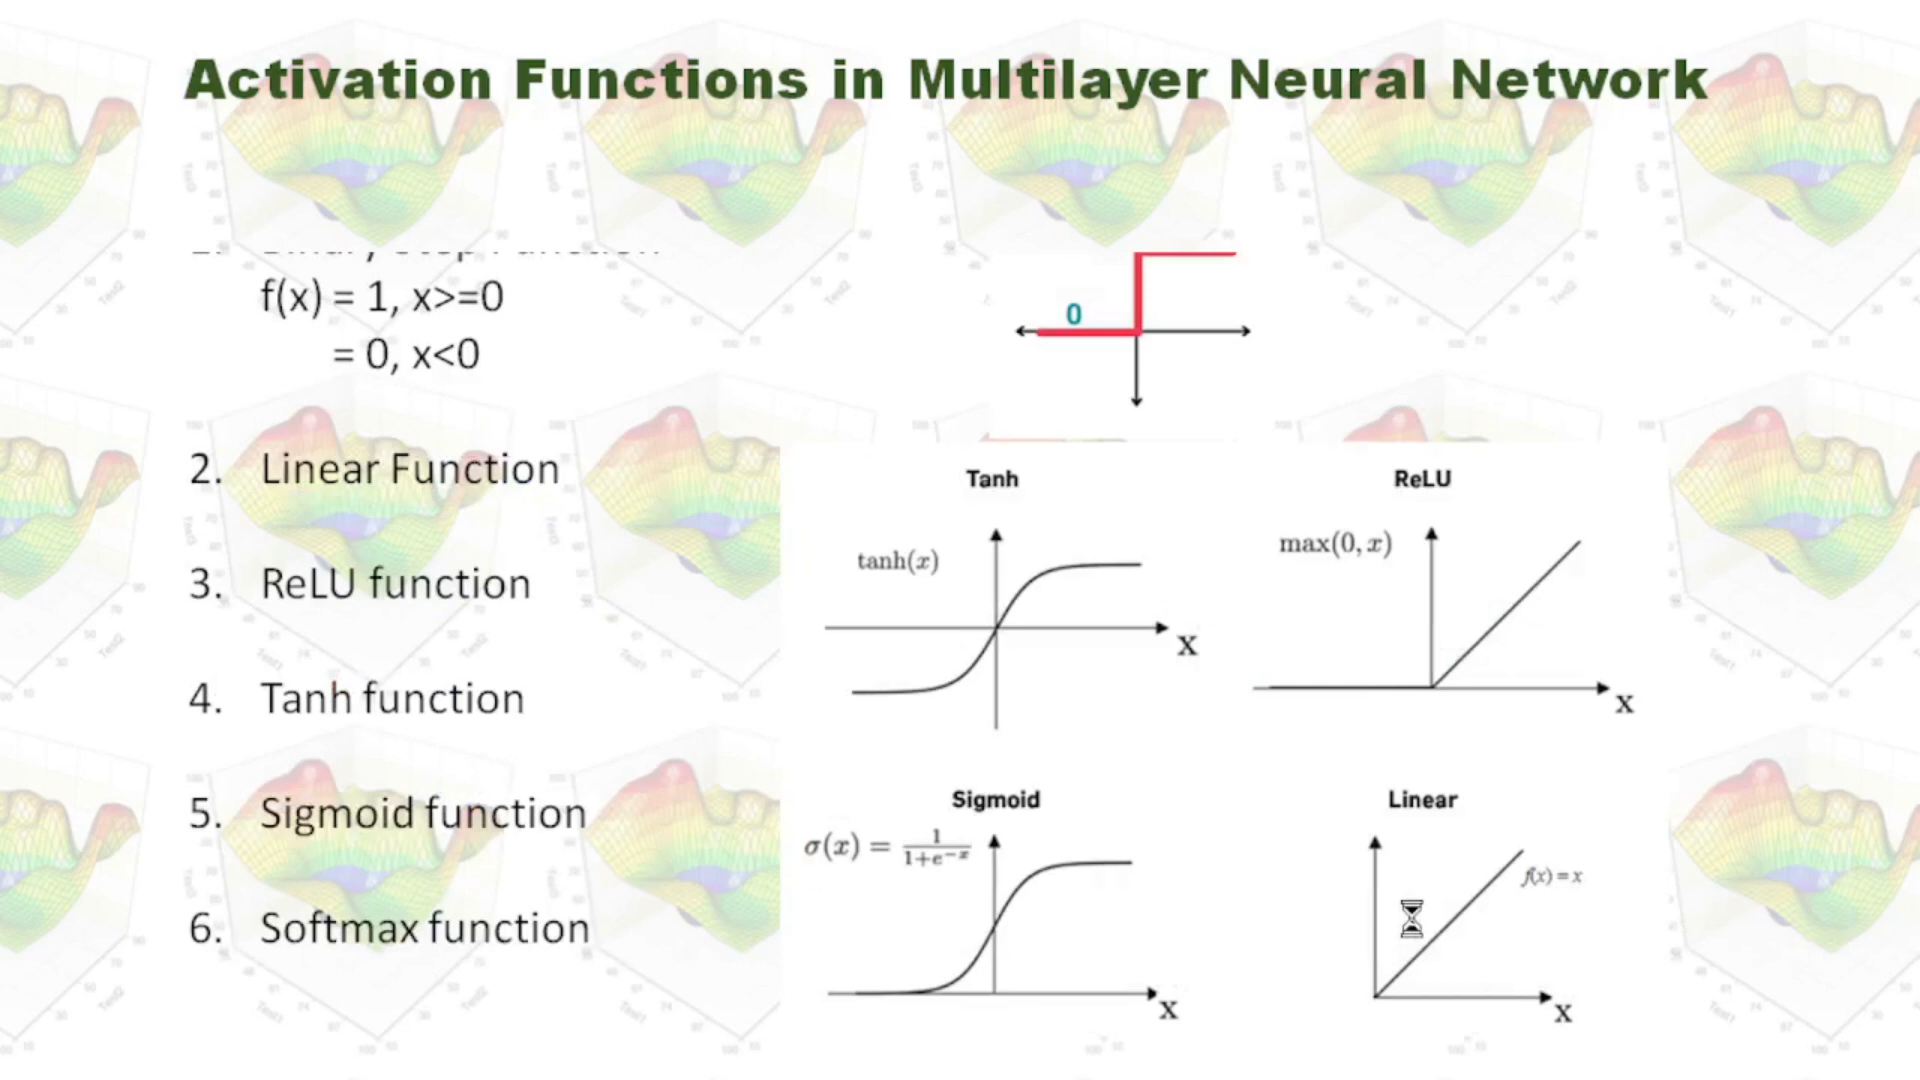 Activation Functions in Multilayer Neural Network
f(x) = 1, x>=0
= 0, x<0
0
2. Linear Function
3. ReLU function
4. Tanh function
5. Sigmoid function
6. Softmax function
Tanh
tanh(x)
X
ReLU
max(0, x)
X
Sigmoid
σ(x) = 1/1+e^-x
X
Linear
f(x) = x
X